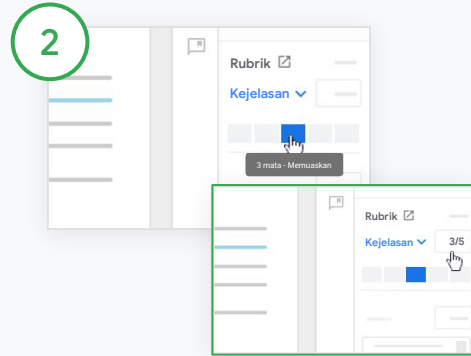 2
Rubrik
Kejelasan
3 mata - Memuaskan
Rubrik
Kejelasan
3/5